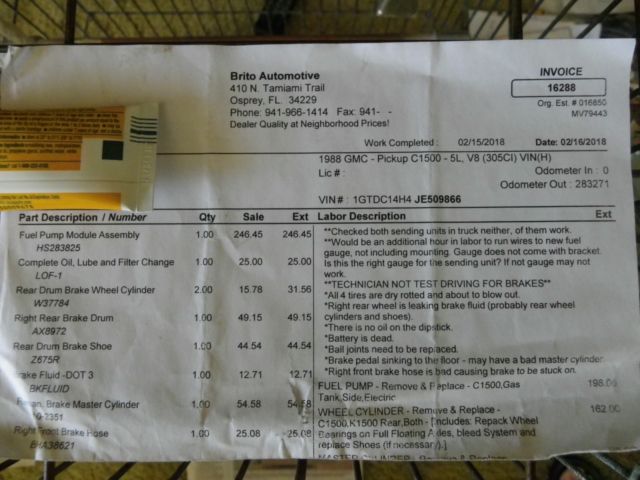 Brito Automotive
410 N. Tamiami Trail
Osprey, FL. 34229
Phone: 941-966-1414 Fax: 941- -
Dealer Quality at Neighborhood Prices!
INVOICE
16288
Org. Est. # 016850
MV79443
Work Completed : 02/15/2018 Date: 02/16/2018
1988 GMC - Pickup C1500 - 5L, V8 (305CI) VIN(H)
Lic # : Odometer In : 0
Odometer Out : 283271
VIN# : 1GTDC14H4 JE509866
Part Description / Number Qty Sale Ext Labor Description Ext
Fuel Pump Module Assembly 1.00 246.45 246.45
HS283825
Complete Oil, Lube and Filter Change 1.00 25.00 25.00
LOF-1
Rear Drum Brake Wheel Cylinder 2.00 15.78 31.56
W37784
Right Rear Brake Drum 1.00 49.15 49.15
AX8972
Rear Drum Brake Shoe 1.00 44.54 44.54
Z675R
Brake Fluid -DOT 3 1.00 12.71 12.71
BKFLUID
Brake Master Cylinder 1.00 54.58 54.58
Right Front Brake Hose 1.00 25.08 25.08
BHA38621
**Checked both sending units in truck neither, of them work.
**Would be an additional hour in labor to run wires to new fuel
gauge, not including mounting. Gauge does not come with bracket.
Is this the right gauge for the sending unit? If not gauge may not
work.
**TECHNICIAN NOT TEST DRIVING FOR BRAKES**
*All 4 tires are dry rotted and about to blow out.
*Right rear wheel is leaking brake fluid (probably rear wheel
cylinders and shoes).
*There is no oil on the dipstick.
*Battery is dead.
*Ball joints need to be replaced.
*Brake pedal sinking to the floor - may have a bad master cylinder
*Right front brake hose is bad causing brake to be stuck on.
FUEL PUMP - Remove & Replace - C1500,Gas 198.00
Tank,Side,Electric
WHEEL CYLINDER - Remove & Replace - 162.00
C1500,K1500 Rear,Both - [Includes: Repack Wheel
Bearings on Full Floating Axles, bleed System and
replace Shoes (if necessary).]
MASTER CYLINDER - Remove & Replace